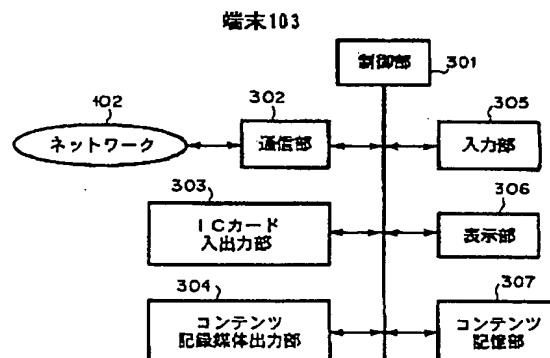 端末103
制御部
301
102
302
305
ネットワーク
通信部
入力部
303
306
ICカード
入出力部
表示部
304
307
コンテンツ
記録媒体出力部
コンテンツ
記憶部